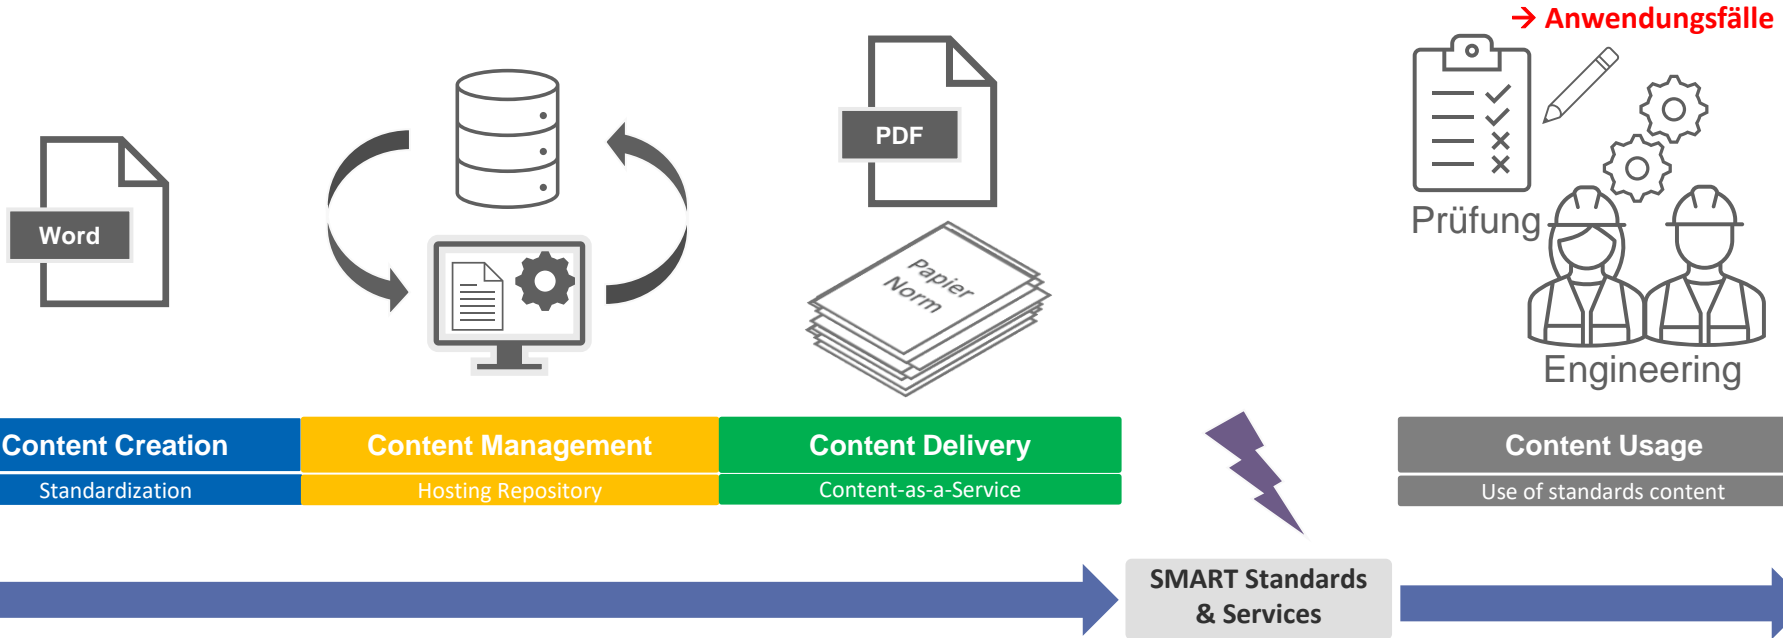 → Anwendungsfälle
Word
PDF
Papier
Norm
Prüfung
Engineering
Content Creation
Content Management
Content Delivery
Content Usage
Standardization
Hosting Repository
Content-as-a-Service
Use of standards content
SMART Standards
& Services